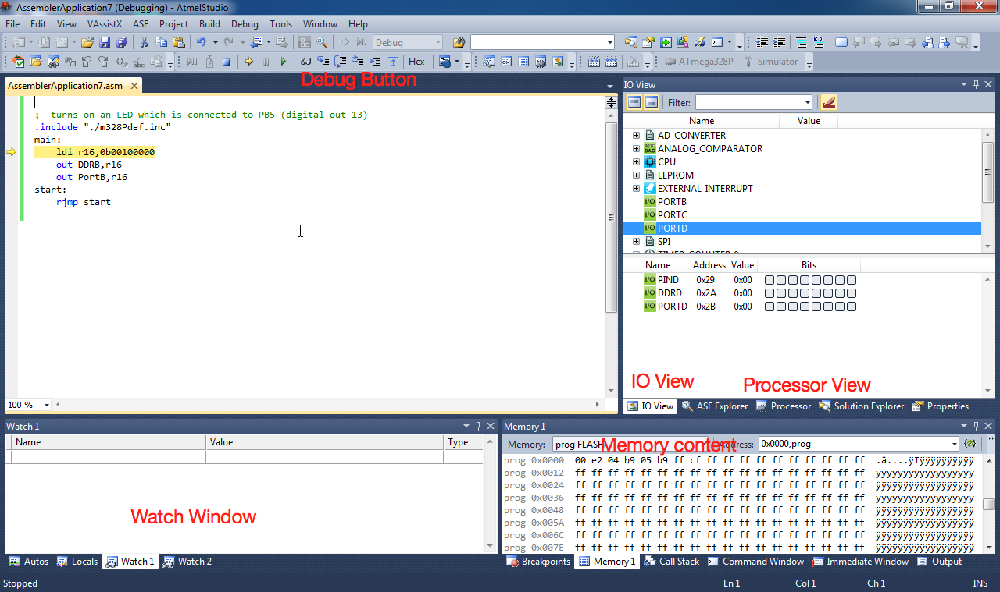 AssemblerApplication7 (Debugging) - AtmelStudio
File Edit View VAssistX ASF Project Build Debug Tools Window Help
Debug
Hex ATmega328P Simulator
Debug Button
AssemblerApplication7.asm
; turns on an LED which is connected to PB5 (digital out 13)
.include "./m328Pdef.inc"
main:
ldi r16,0b00100000
out DDRB,r16
out PortB,r16
start:
rjmp start
100 %
IO View
Filter:
Name Value
AD_CONVERTER
ANALOG_COMPARATOR
CPU
EEPROM
EXTERNAL_INTERRUPT
I/O PORTB
I/O PORTC
I/O PORTD
SPI
TIMER_COUNTER_0
Name Address Value Bits
I/O PIND 0x29 0x00
I/O DDRD 0x2A 0x00
I/O PORTD 0x2B 0x00
IO View Processor View
IO View ASF Explorer Processor Solution Explorer Properties
Watch 1
Name Value Type
Watch Window
Autos Locals Watch 1 Watch 2
Memory 1
Memory: prog FLASH Address: 0x0000,prog
Memory content
prog 0x0000 00 e2 04 b9 05 b9 ff cf ff ff ff ff ff ff ff ff ff ff .â....ÿÏÿÿÿÿÿÿÿÿÿÿ
prog 0x0012 ff ff ff ff ff ff ff ff ff ff ff ff ff ff ff ff ff ff ÿÿÿÿÿÿÿÿÿÿÿÿÿÿÿÿÿÿ
prog 0x0024 ff ff ff ff ff ff ff ff ff ff ff ff ff ff ff ff ff ff ÿÿÿÿÿÿÿÿÿÿÿÿÿÿÿÿÿÿ
prog 0x0036 ff ff ff ff ff ff ff ff ff ff ff ff ff ff ff ff ff ff ÿÿÿÿÿÿÿÿÿÿÿÿÿÿÿÿÿÿ
prog 0x0048 ff ff ff ff ff ff ff ff ff ff ff ff ff ff ff ff ff ff ÿÿÿÿÿÿÿÿÿÿÿÿÿÿÿÿÿÿ
prog 0x005A ff ff ff ff ff ff ff ff ff ff ff ff ff ff ff ff ff ff ÿÿÿÿÿÿÿÿÿÿÿÿÿÿÿÿÿÿ
prog 0x006C ff ff ff ff ff ff ff ff ff ff ff ff ff ff ff ff ff ff ÿÿÿÿÿÿÿÿÿÿÿÿÿÿÿÿÿÿ
prog 0x007E ff ff ff ff ff ff ff ff ff ff ff ff ff ff ff ff ff ff ÿÿÿÿÿÿÿÿÿÿÿÿÿÿÿÿÿÿ
Breakpoints Memory 1 Call Stack Command Window Immediate Window Output
Stopped Ln 1 Col 1 Ch 1 INS